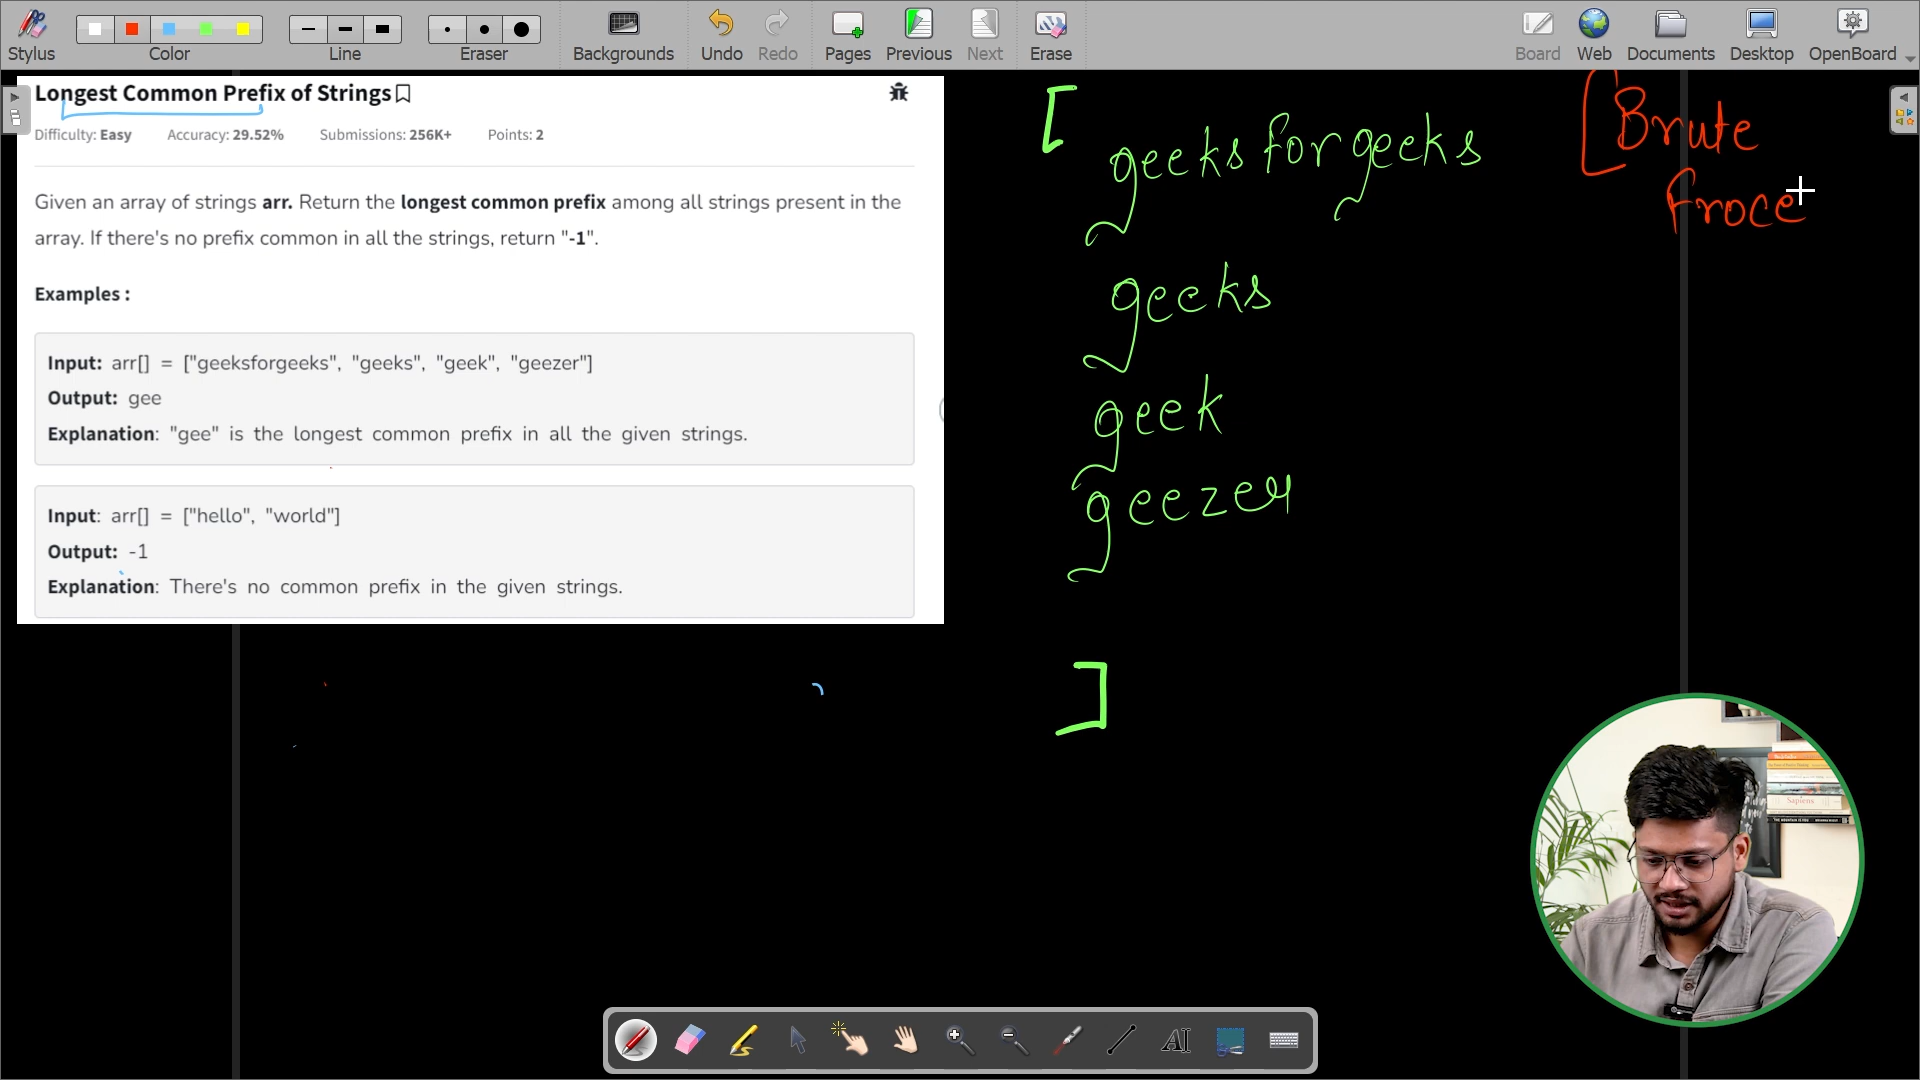 Stylus Color Line Eraser Backgrounds Undo Redo Pages Previous Next Erase Board Web Documents Desktop OpenBoard
Longest Common Prefix of Strings
Difficulty: Easy Accuracy: 29.52% Submissions: 256K+ Points: 2
Given an array of strings arr. Return the longest common prefix among all strings present in the
array. If there's no prefix common in all the strings, return "-1".
Examples :
Input: arr[] = ["geeksforgeeks", "geeks", "geek", "geezer"]
Output: gee
Explanation: "gee" is the longest common prefix in all the given strings.
Input: arr[] = ["hello", "world"]
Output: -1
Explanation: There's no common prefix in the given strings.
[
geeksforgeeks
geeks
geek
geezer
]
[Brute
froce
Sapiens
AI